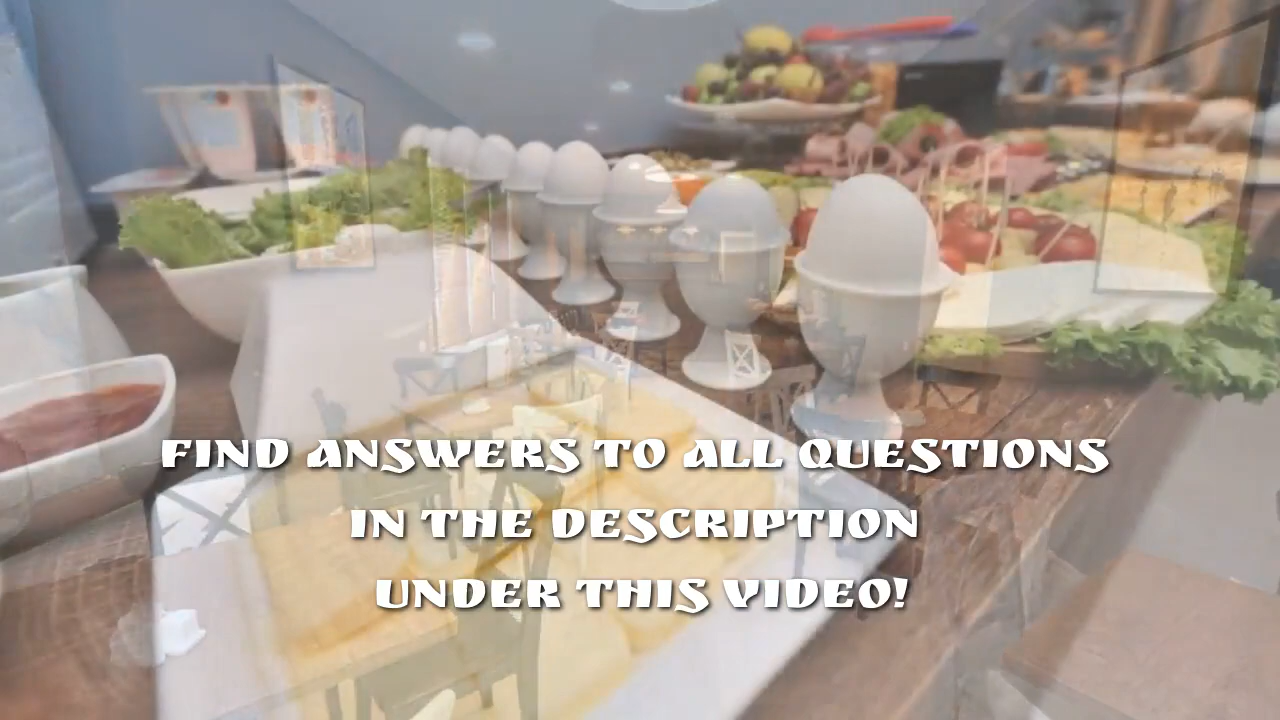 FIND ANSWERS TO ALL QUESTIONS
IN THE DESCRIPTION
UNDER THIS VIDEO!